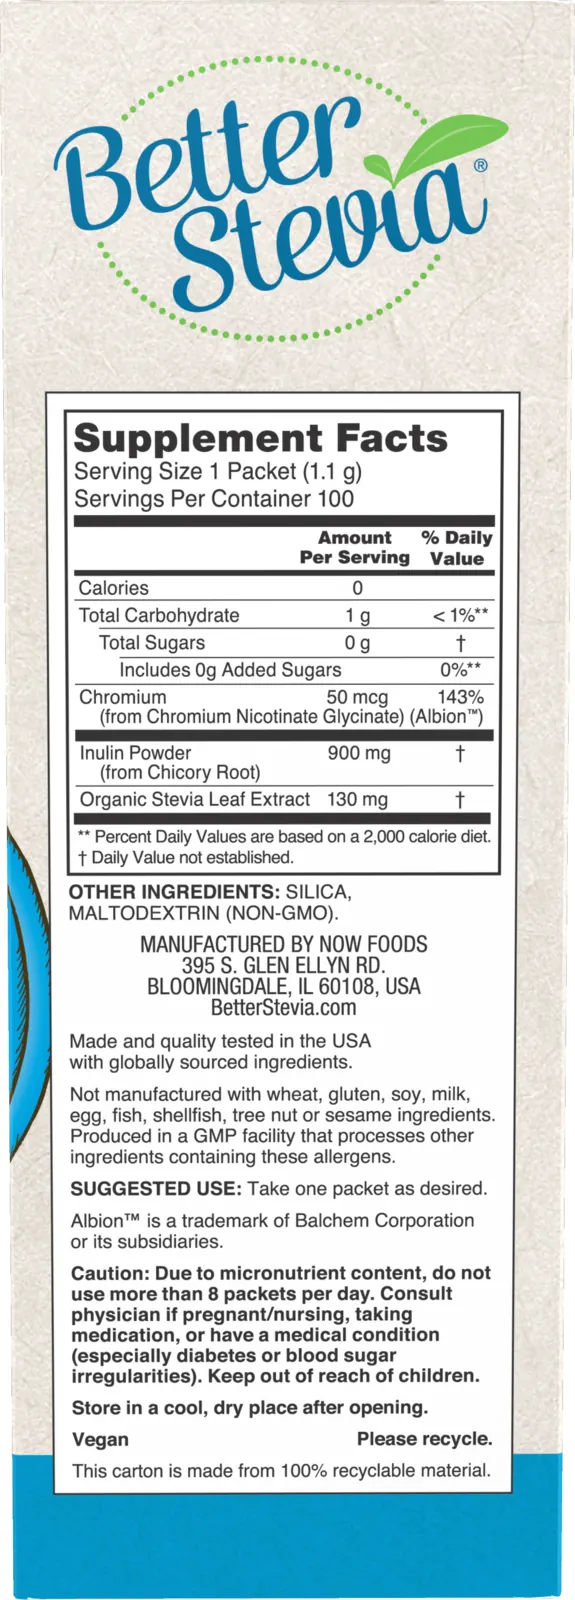 Better
Stevia®
Supplement Facts
Serving Size 1 Packet (1.1 g)
Servings Per Container 100
Amount Per Serving % Daily Value
Calories 0
Total Carbohydrate 1 g < 1%**
Total Sugars 0 g †
Includes 0g Added Sugars 0%**
Chromium 50 mcg 143%
(from Chromium Nicotinate Glycinate) (Albion™)
Inulin Powder 900 mg †
(from Chicory Root)
Organic Stevia Leaf Extract 130 mg †
** Percent Daily Values are based on a 2,000 calorie diet.
† Daily Value not established.
OTHER INGREDIENTS: SILICA,
MALTODEXTRIN (NON-GMO).
MANUFACTURED BY NOW FOODS
395 S. GLEN ELLYN RD.
BLOOMINGDALE, IL 60108, USA
BetterStevia.com
Made and quality tested in the USA
with globally sourced ingredients.
Not manufactured with wheat, gluten, soy, milk,
egg, fish, shellfish, tree nut or sesame ingredients.
Produced in a GMP facility that processes other
ingredients containing these allergens.
SUGGESTED USE: Take one packet as desired.
Albion™ is a trademark of Balchem Corporation
or its subsidiaries.
Caution: Due to micronutrient content, do not
use more than 8 packets per day. Consult
physician if pregnant/nursing, taking
medication, or have a medical condition
(especially diabetes or blood sugar
irregularities). Keep out of reach of children.
Store in a cool, dry place after opening.
Vegan Please recycle.
This carton is made from 100% recyclable material.